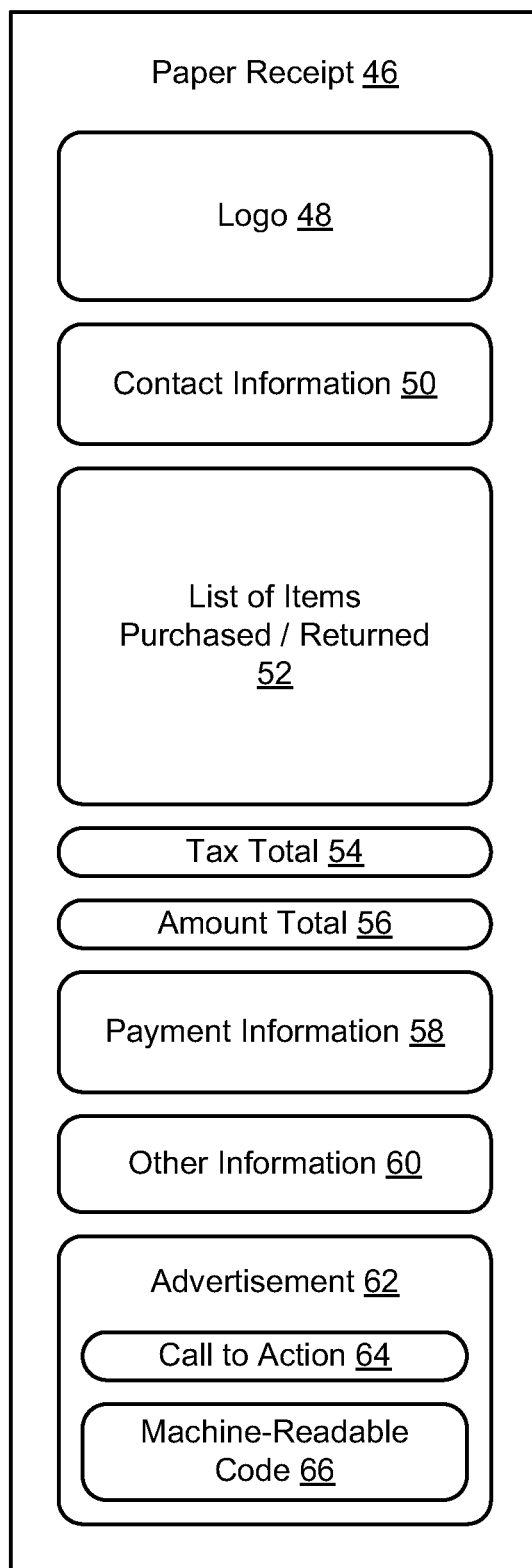 Paper Receipt 46
Logo 48
Contact Information 50
List of Items
Purchased / Returned
52
Tax Total 54
Amount Total 56
Payment Information 58
Other Information 60
Advertisement 62
Call to Action 64
Machine-Readable
Code 66